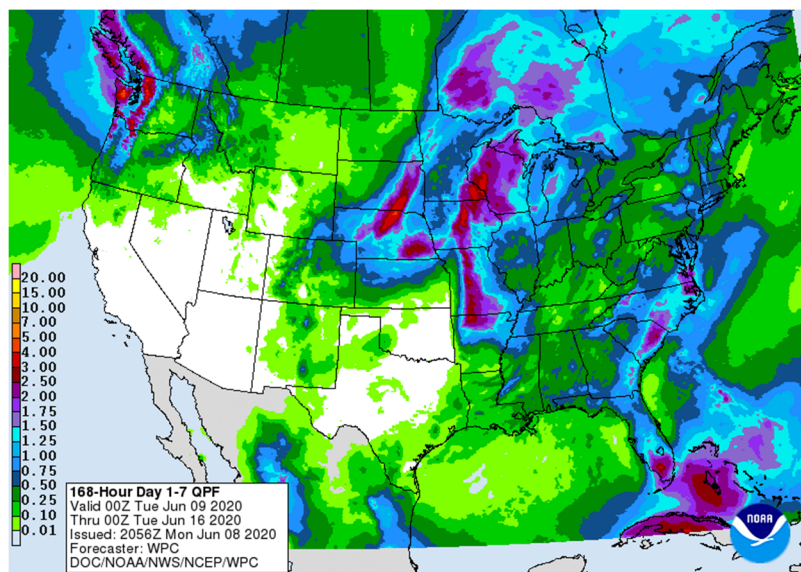 20.00
15.00
10.00
7.00
5.00
4.00
3.00
2.50
2.00
1.75
1.50
1.25
1.00
0.75
0.50
0.25
0.10
0.01
168-Hour Day 1-7 QPF
Valid 00Z Tue Jun 09 2020
Thru 00Z Tue Jun 16 2020
Issued: 2056Z Mon Jun 08 2020
Forecaster: WPC
DOC/NOAA/NWS/NCEP/WPC
NOAA